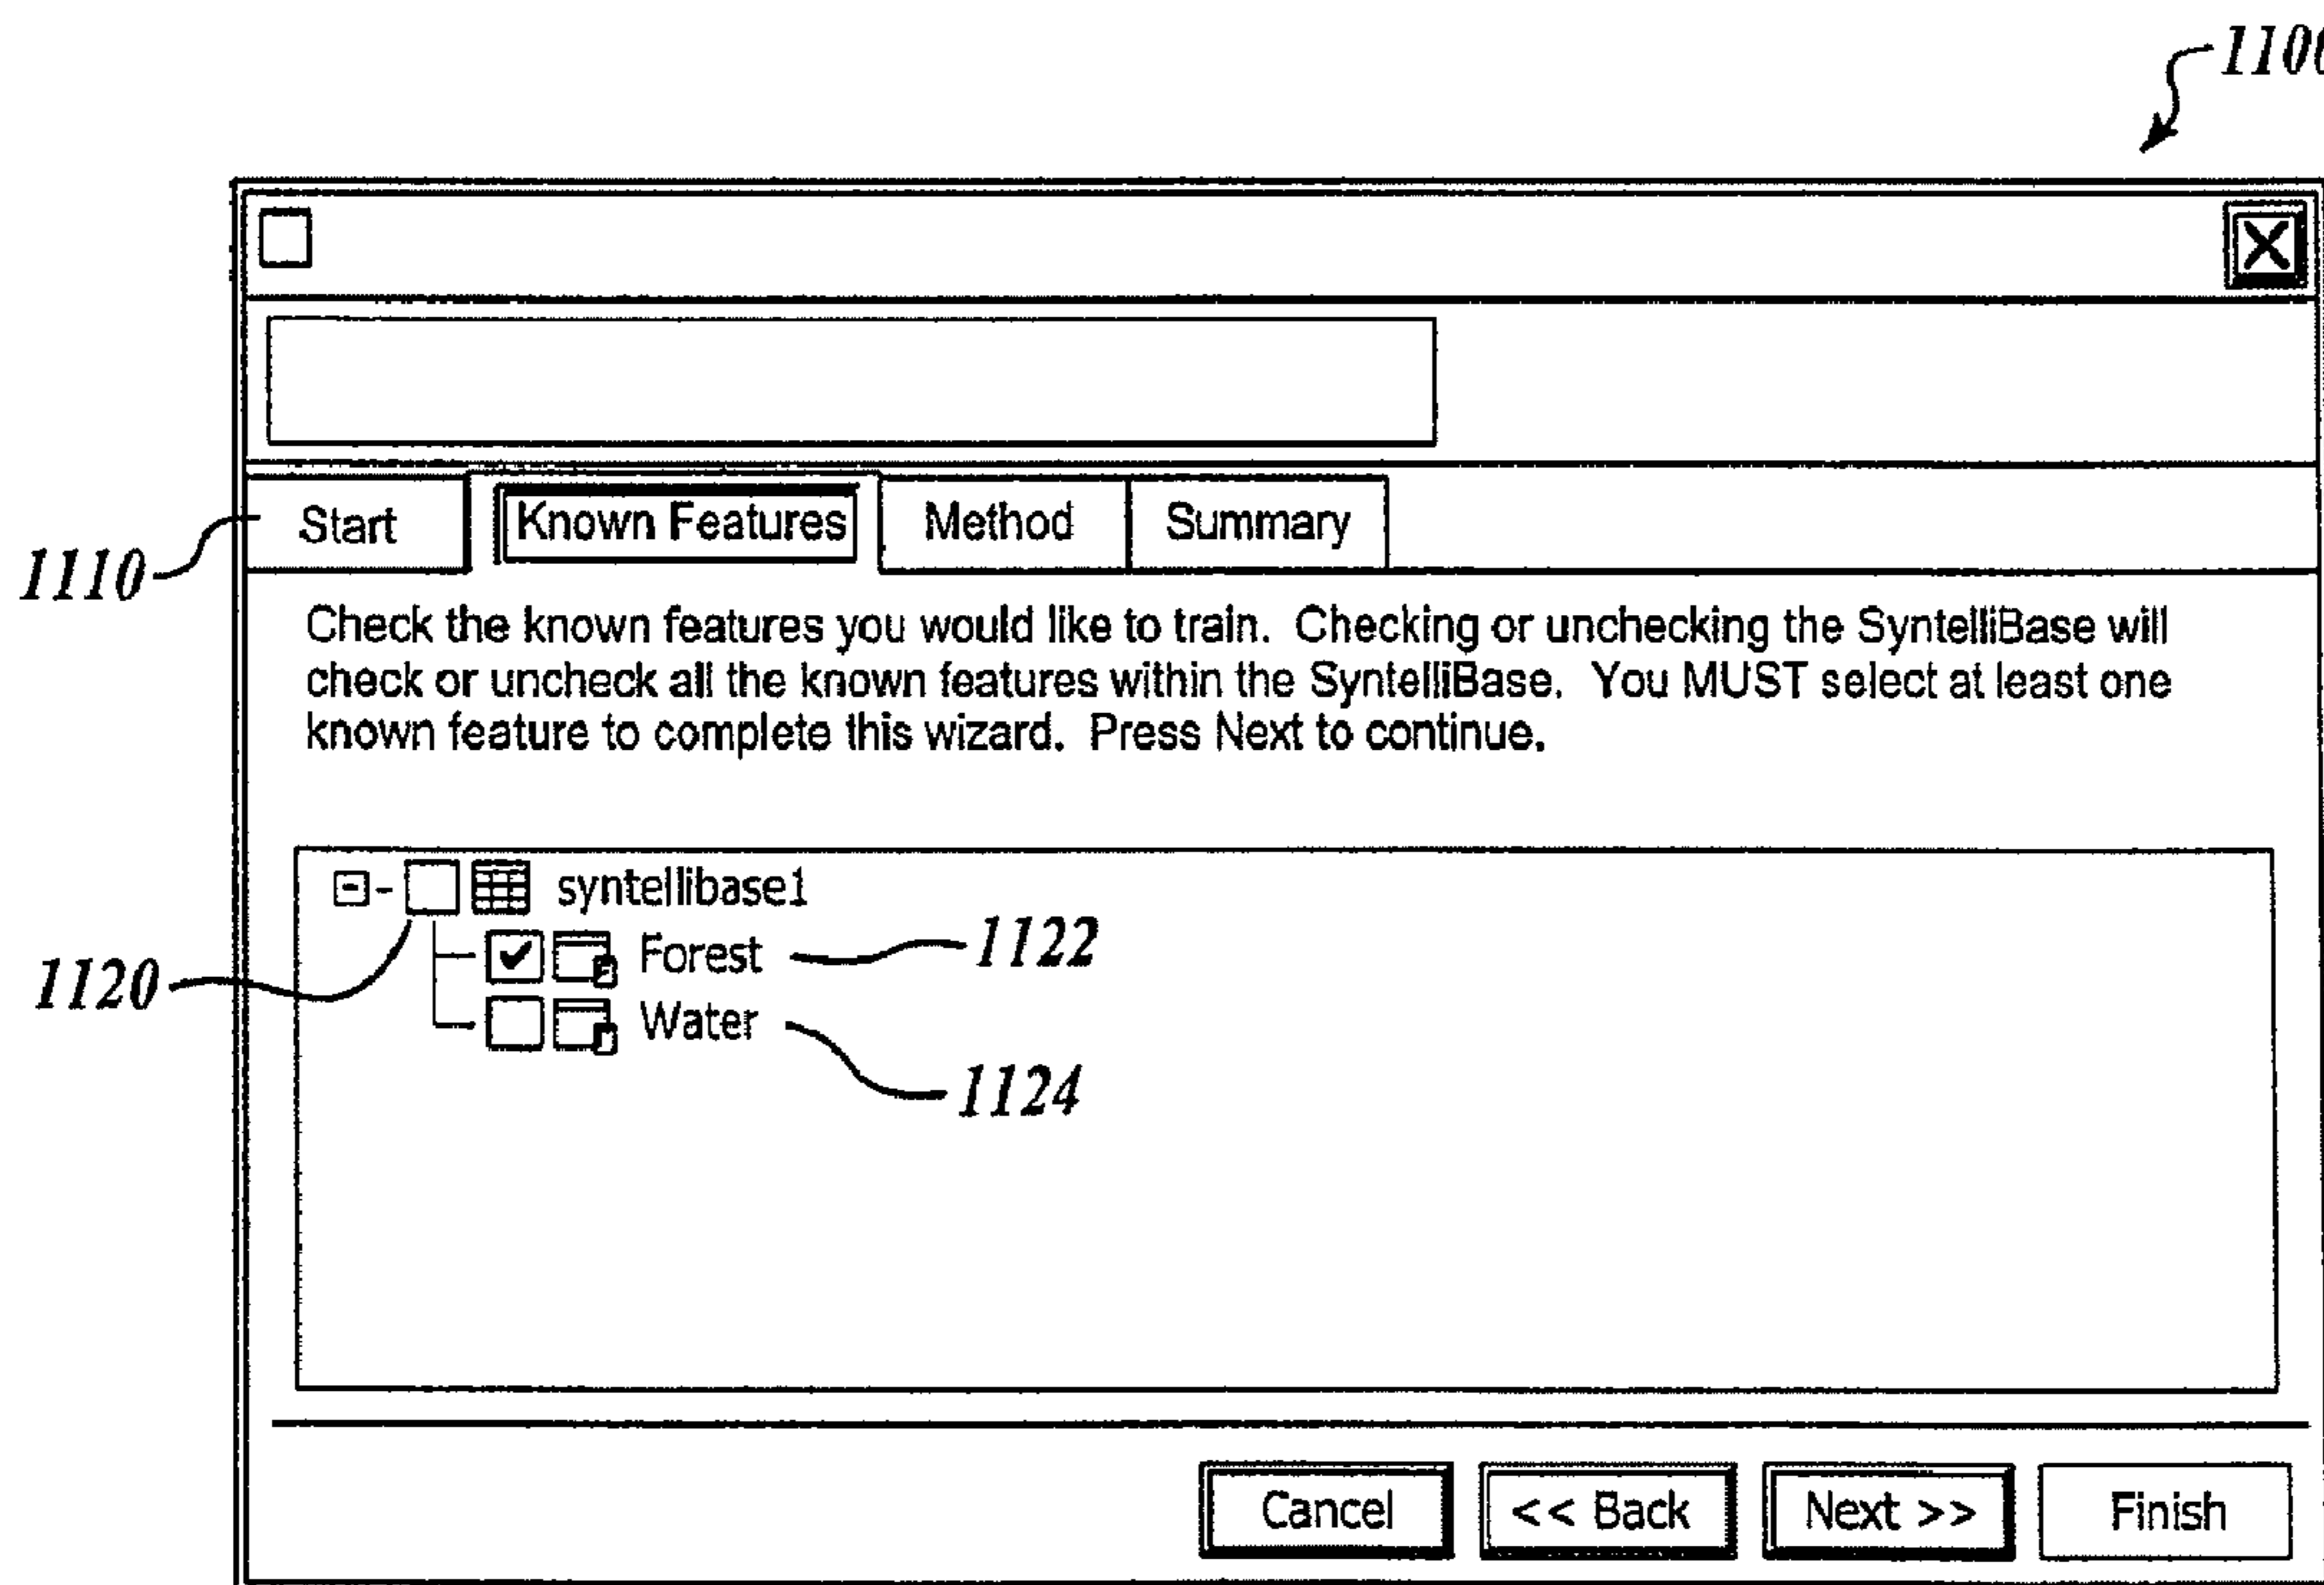 1100
Start Known Features Method Summary
1110
Check the known features you would like to train. Checking or unchecking the SyntelliBase will
check or uncheck all the known features within the SyntelliBase. You MUST select at least one
known feature to complete this wizard. Press Next to continue.
syntellibase1
Forest 1122
1120
Water
1124
Cancel << Back Next >> Finish